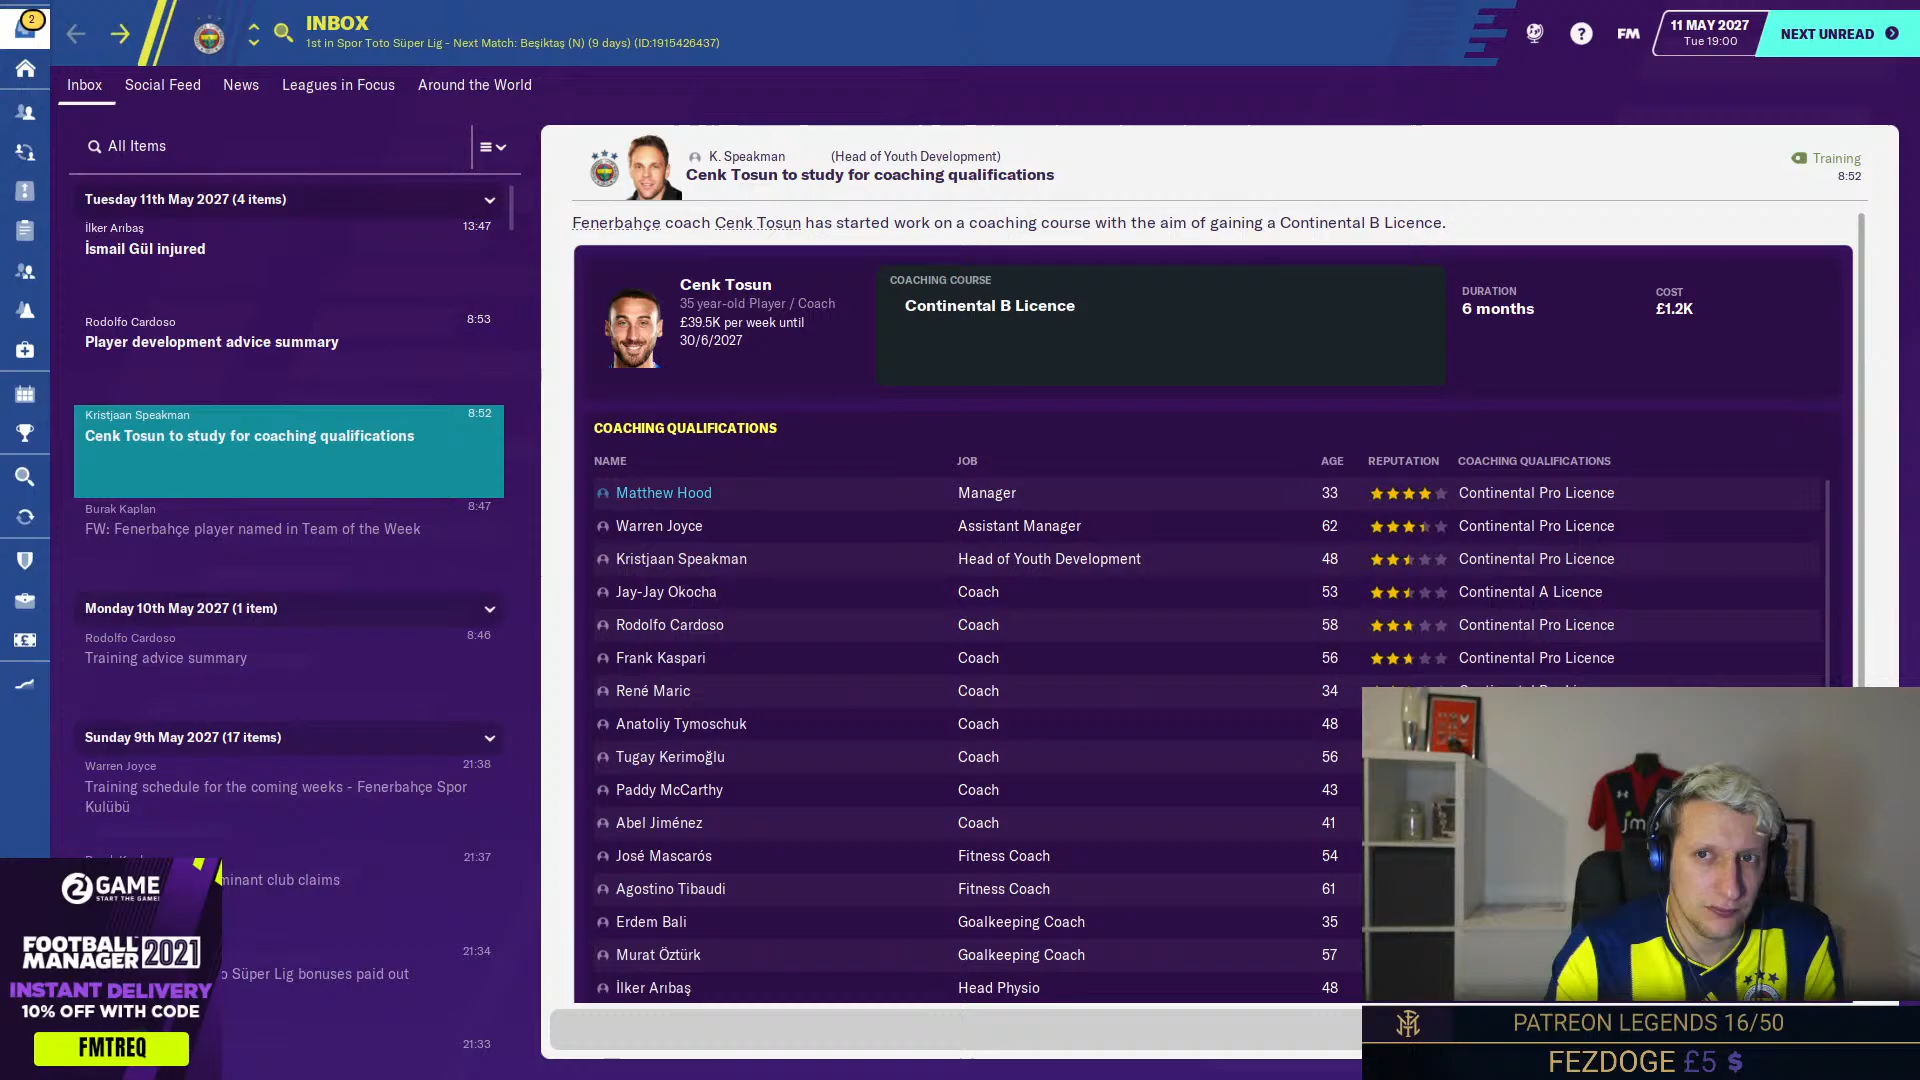 2
INBOX
1st in Spor Toto Süper Lig - Next Match: Beşiktaş (N) (9 days) (ID:1915426437)
?
FM
11 MAY 2027
Tue 19:00
NEXT UNREAD
Inbox
Social Feed
News
Leagues in Focus
Around the World
All Items
Tuesday 11th May 2027 (4 items)
İlker Arıbaş
13:47
İsmail Gül injured
Rodolfo Cardoso
8:53
Player development advice summary
Kristjaan Speakman
8:52
Cenk Tosun to study for coaching qualifications
Burak Kaplan
8:47
FW: Fenerbahçe player named in Team of the Week
Monday 10th May 2027 (1 item)
Rodolfo Cardoso
8:46
Training advice summary
Sunday 9th May 2027 (17 items)
Warren Joyce
21:38
Training schedule for the coming weeks - Fenerbahçe Spor
Kulübü
21:37
minant club claims
21:34
Süper Lig bonuses paid out
21:33
K. Speakman (Head of Youth Development)
Cenk Tosun to study for coaching qualifications
Training
8:52
Fenerbahçe coach Cenk Tosun has started work on a coaching course with the aim of gaining a Continental B Licence.
Cenk Tosun
35 year-old Player / Coach
£39.5K per week until
30/6/2027
COACHING COURSE
Continental B Licence
DURATION
6 months
COST
£1.2K
COACHING QUALIFICATIONS
NAME JOB AGE REPUTATION COACHING QUALIFICATIONS
Matthew Hood Manager 33 Continental Pro Licence
Warren Joyce Assistant Manager 62 Continental Pro Licence
Kristjaan Speakman Head of Youth Development 48 Continental Pro Licence
Jay-Jay Okocha Coach 53 Continental A Licence
Rodolfo Cardoso Coach 58 Continental Pro Licence
Frank Kaspari Coach 56 Continental Pro Licence
René Maric Coach 34
Anatoliy Tymoschuk Coach 48
Tugay Kerimoğlu Coach 56
Paddy McCarthy Coach 43
Abel Jiménez Coach 41
José Mascarós Fitness Coach 54
Agostino Tibaudi Fitness Coach 61
Erdem Bali Goalkeeping Coach 35
Murat Öztürk Goalkeeping Coach 57
İlker Arıbaş Head Physio 48
2GAME
START THE GAME!
FOOTBALL
MANAGER 2021
INSTANT DELIVERY
10% OFF WITH CODE
FMTREQ
jm
PATREON LEGENDS 16/50
FEZDOGE £5 $